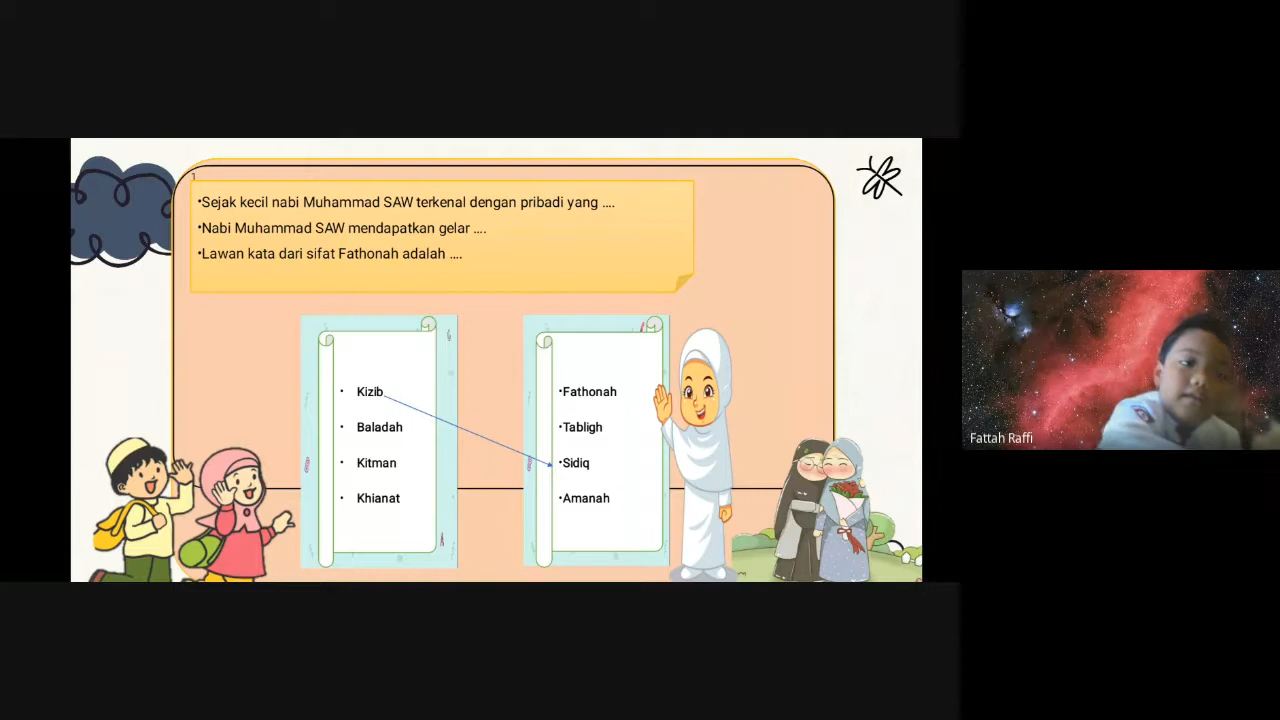 •Sejak kecil nabi Muhammad SAW terkenal dengan pribadi yang ....
•Nabi Muhammad SAW mendapatkan gelar ....
•Lawan kata dari sifat Fathonah adalah ....
• Kizib
• Baladah
• Kitman
• Khianat
•Fathonah
•Tabligh
•Sidiq
•Amanah
Fattah Raffi